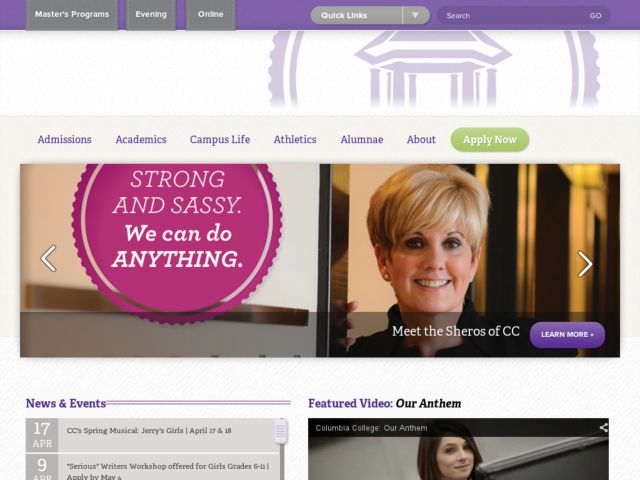 Master's Programs
Evening
Online
Quick Links
Search
GO
Admissions
Academics
Campus Life
Athletics
Alumnae
About
Apply Now
STRONG
AND SASSY.
We can do
ANYTHING.
Meet the Sheros of CC
LEARN MORE »
News & Events
17
APR
CC's Spring Musical: Jerry's Girls | April 17 & 18
9
APR
"Serious" Writers Workshop offered for Girls Grades 6-11 |
Apply by May 4
Featured Video: Our Anthem
Columbia College: Our Anthem